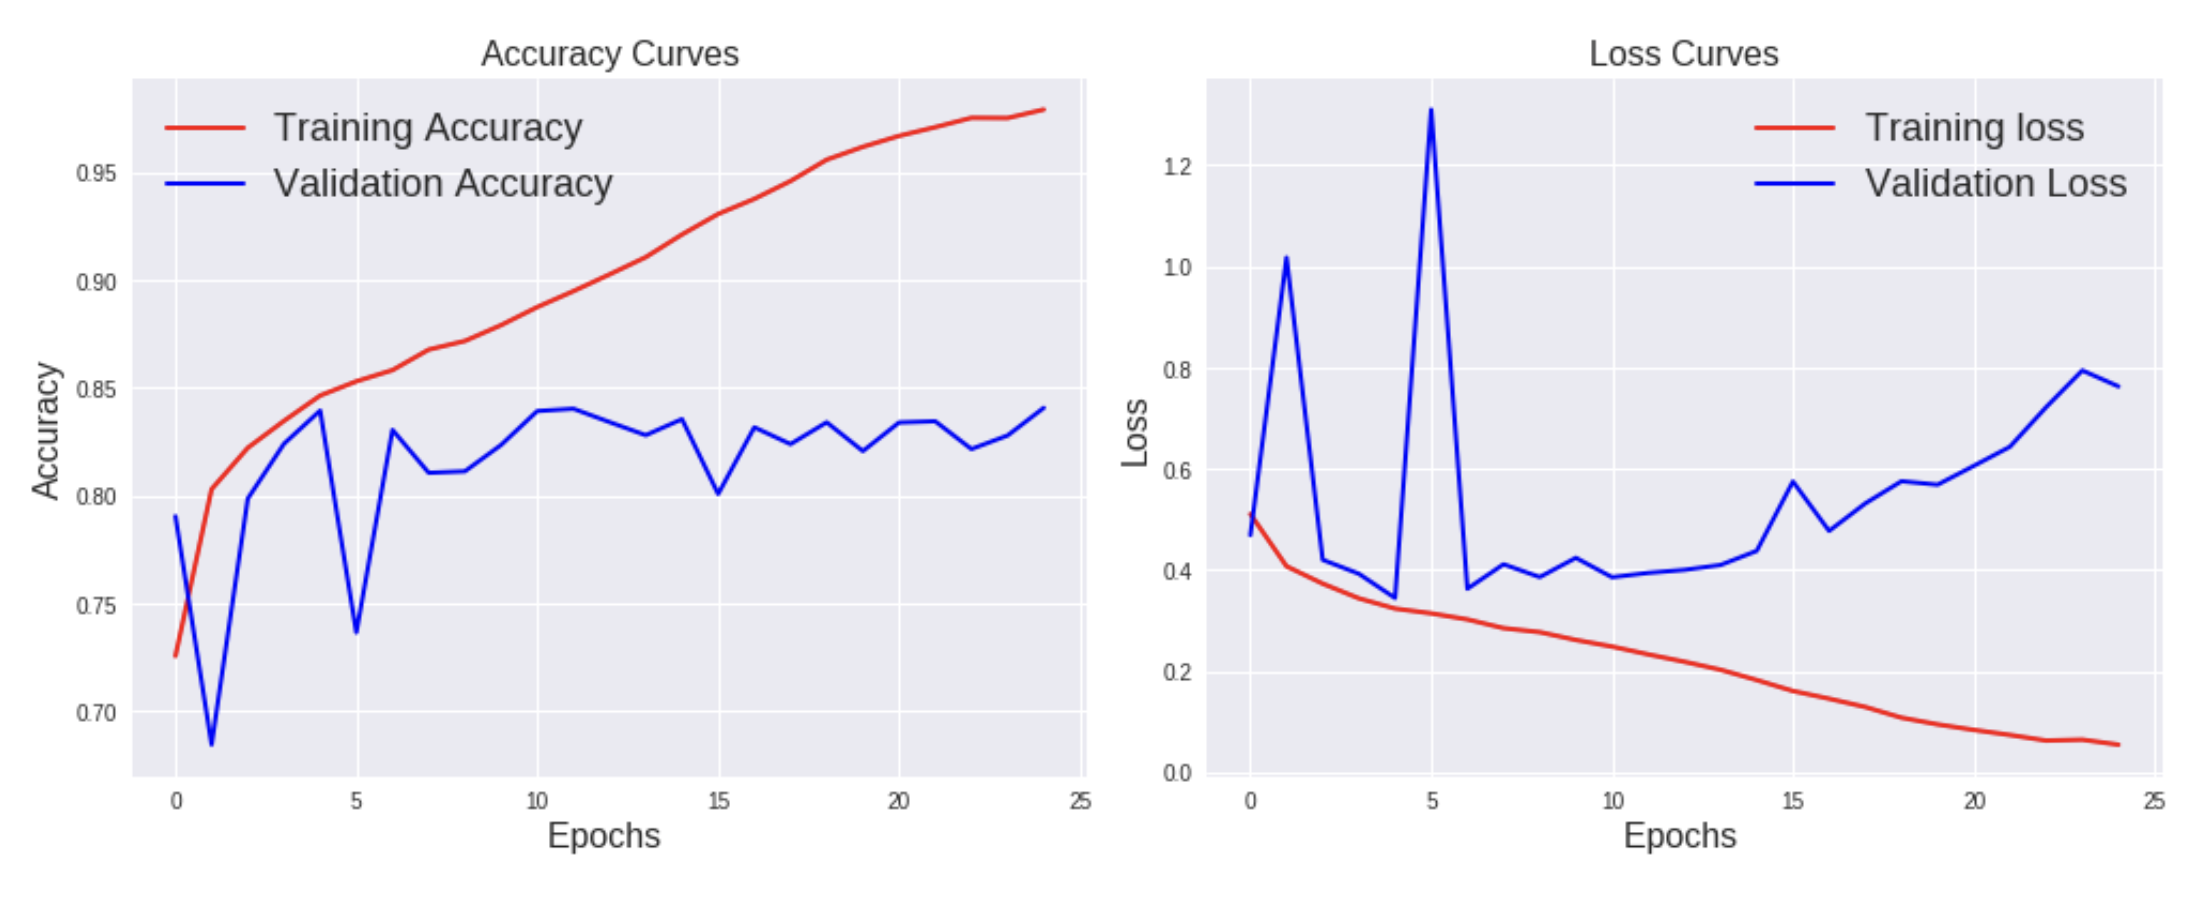 Accuracy Curves
Training Accuracy
Validation Accuracy
0.95
0.90
0.85
0.80
0.75
0.70
Accuracy
0 5 10 15 20 25
Epochs
Loss Curves
Training loss
Validation Loss
1.2
1.0
0.8
0.6
0.4
0.2
0.0
Loss
0 5 10 15 20 25
Epochs